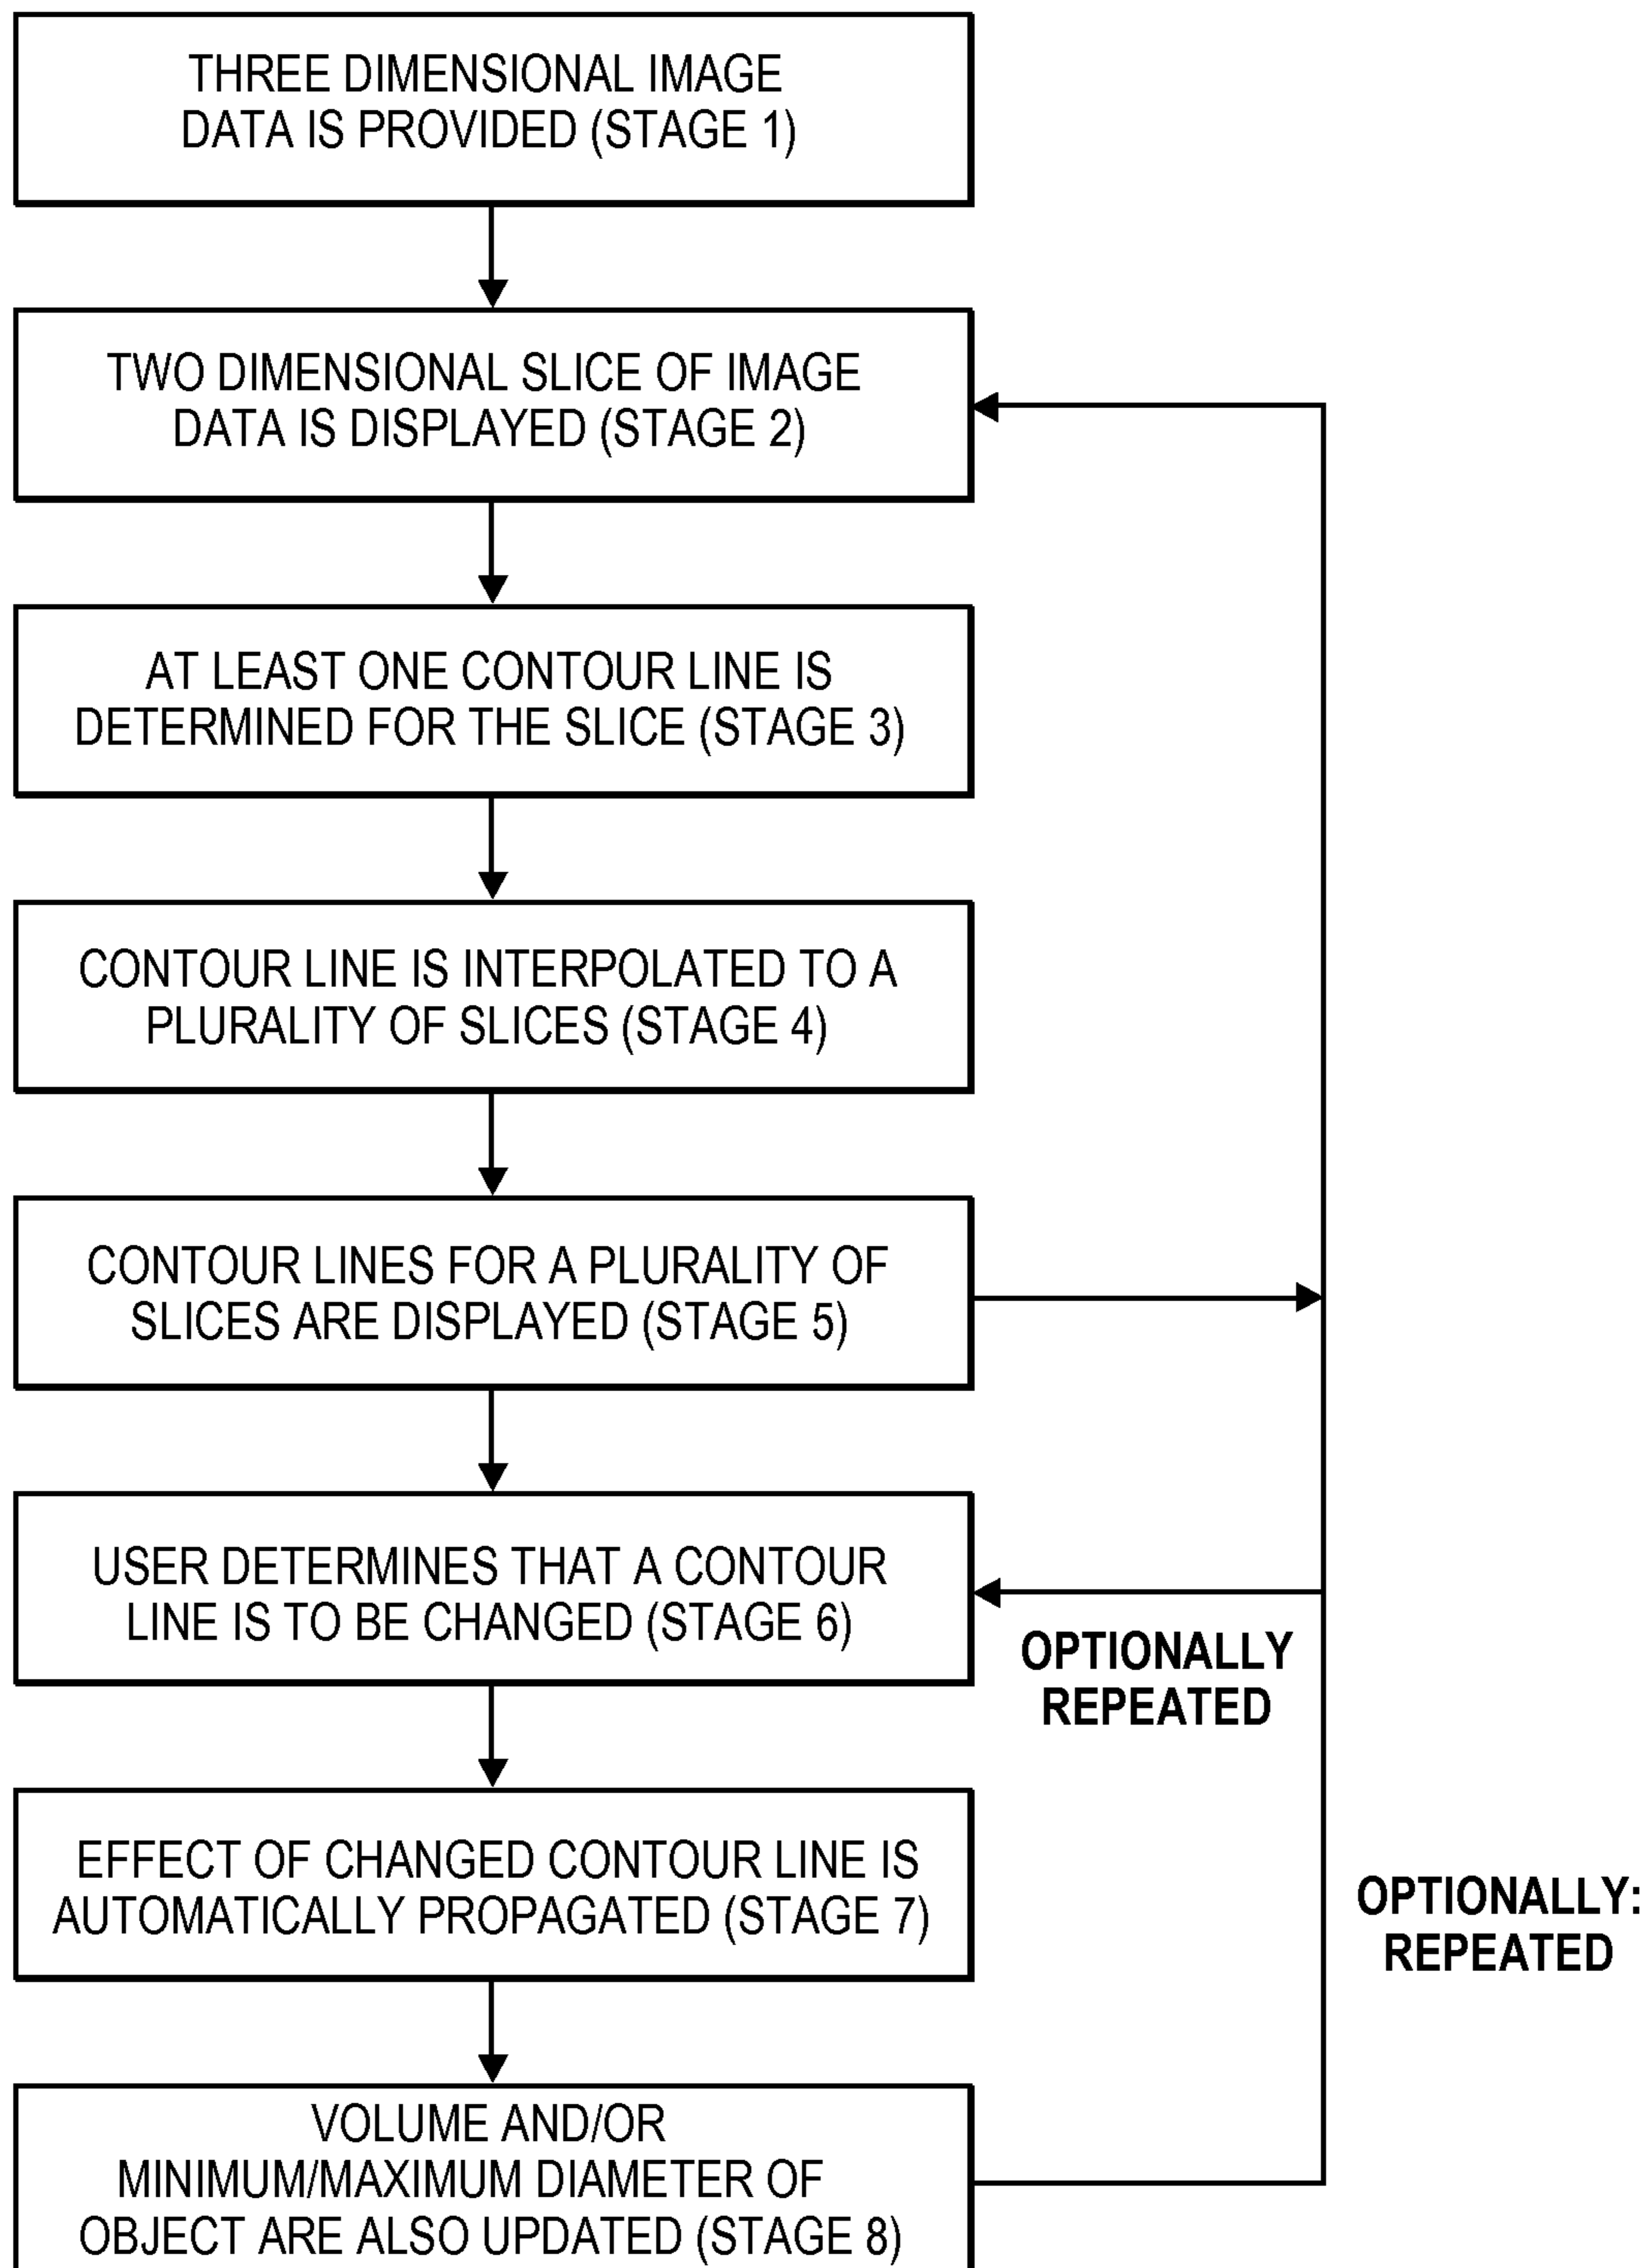 THREE DIMENSIONAL IMAGE
DATA IS PROVIDED (STAGE 1)
TWO DIMENSIONAL SLICE OF IMAGE
DATA IS DISPLAYED (STAGE 2)
AT LEAST ONE CONTOUR LINE IS
DETERMINED FOR THE SLICE (STAGE 3)
CONTOUR LINE IS INTERPOLATED TO A
PLURALITY OF SLICES (STAGE 4)
CONTOUR LINES FOR A PLURALITY OF
SLICES ARE DISPLAYED (STAGE 5)
USER DETERMINES THAT A CONTOUR
LINE IS TO BE CHANGED (STAGE 6)
OPTIONALLY
REPEATED
EFFECT OF CHANGED CONTOUR LINE IS
AUTOMATICALLY PROPAGATED (STAGE 7)
OPTIONALLY:
REPEATED
VOLUME AND/OR
MINIMUM/MAXIMUM DIAMETER OF
OBJECT ARE ALSO UPDATED (STAGE 8)